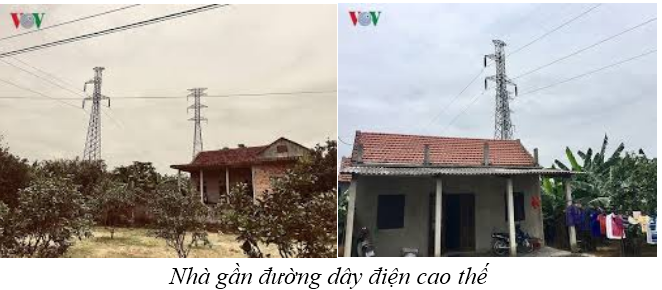 VOV
VOV
Nhà gần đường dây điện cao thế